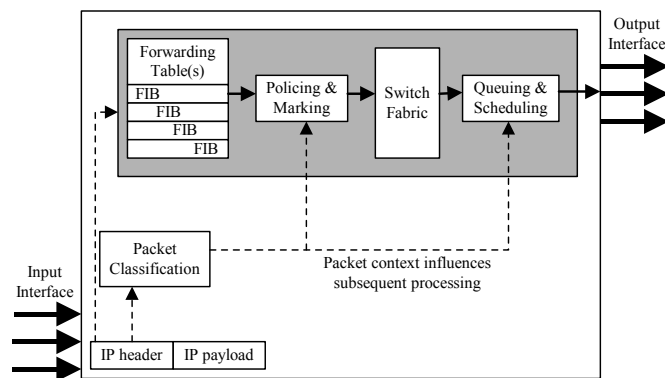 Output
Interface
Forwarding
Table(s)
FIB
FIB
FIB
FIB
Policing &
Marking
Switch
Fabric
Queuing &
Scheduling
Packet
Classification
Packet context influences
subsequent processing
Input
Interface
IP header
IP payload